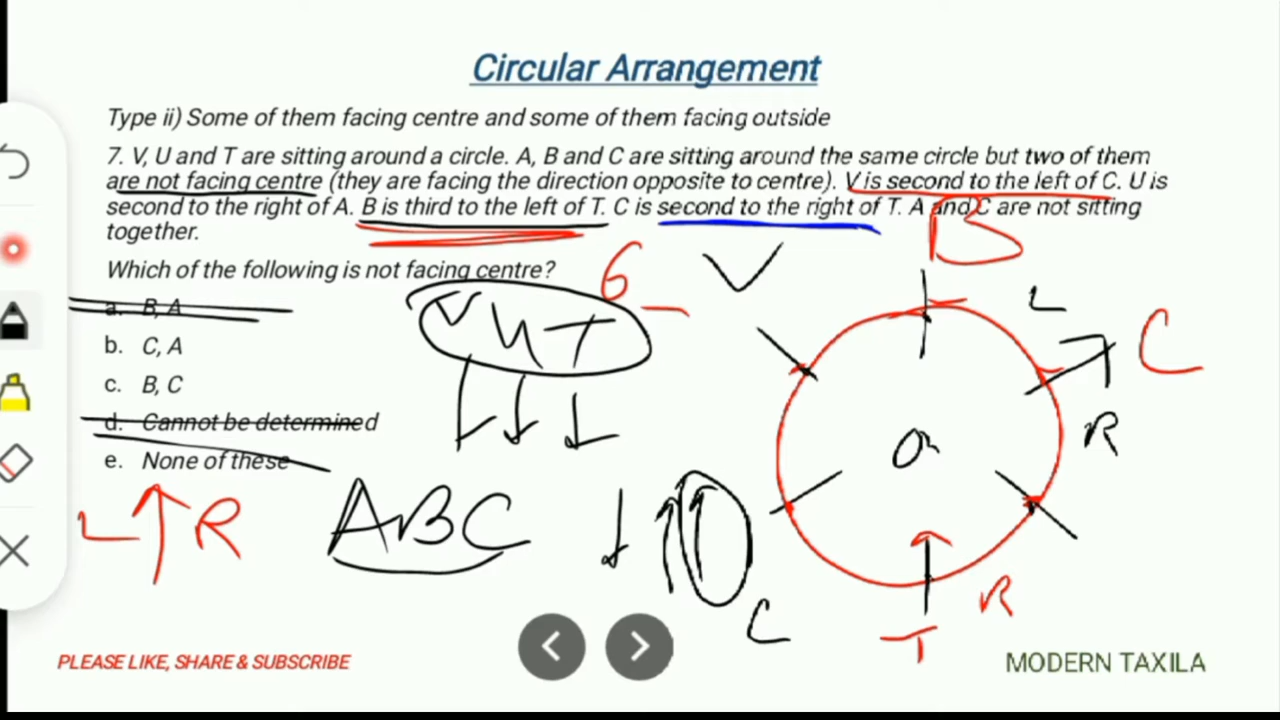 Circular Arrangement
Type ii) Some of them facing centre and some of them facing outside
7. V, U and T are sitting around a circle. A, B and C are sitting around the same circle but two of them
are not facing centre (they are facing the direction opposite to centre). V is second to the left of C. U is
second to the right of A. B is third to the left of T. C is second to the right of T. A and C are not sitting
together.
B
Which of the following is not facing centre?
6
V
a. B, A
V U T
L
b. C, A
C
c. B, C
R
d. Cannot be determined
e. None of these
L R
A B C
R
C
T
PLEASE LIKE, SHARE & SUBSCRIBE
MODERN TAXILA